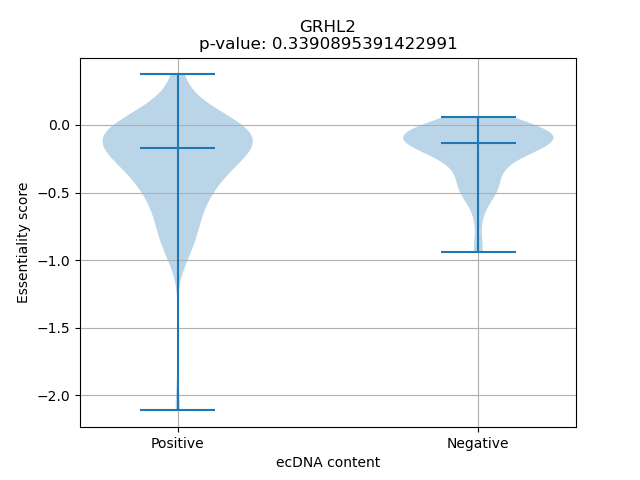 GRHL2
p-value: 0.3390895391422991
Essentiality score
0.0
−0.5
−1.0
−1.5
−2.0
Positive
Negative
ecDNA content